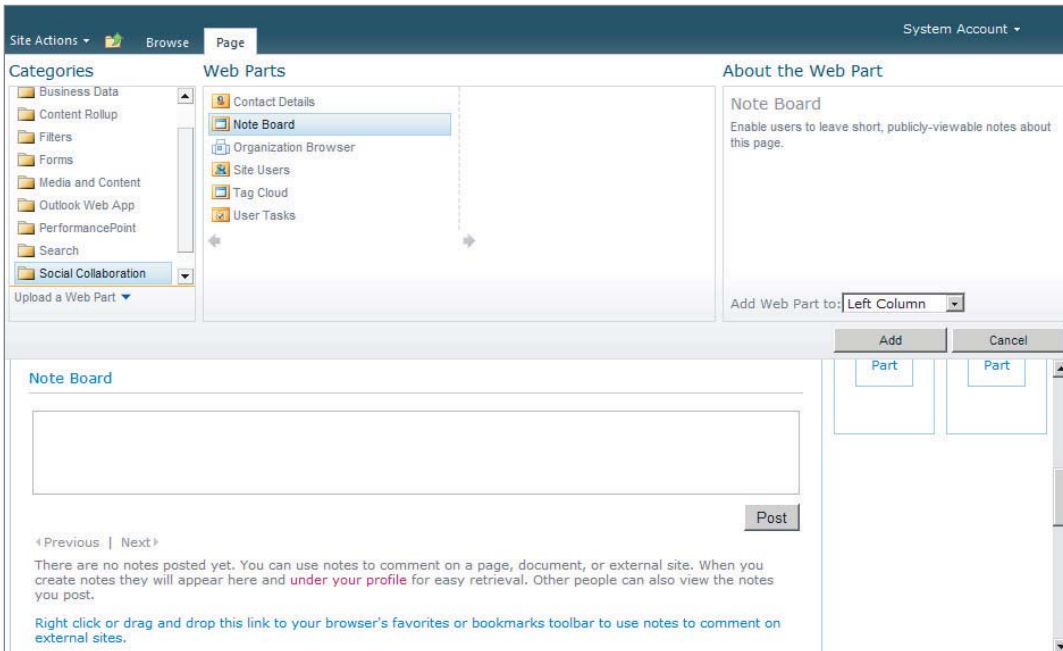 System Account
Site Actions
Browse
Page
Categories
Business Data
Content Rollup
Filters
Forms
Media and Content
Outlook Web App
PerformancePoint
Search
Social Collaboration
Upload a Web Part
Web Parts
Contact Details
Note Board
Organization Browser
Site Users
Tag Cloud
User Tasks
About the Web Part
Note Board
Enable users to leave short, publicly-viewable notes about
this page.
Add Web Part to: Left Column
Add
Cancel
Part
Part
Note Board
Post
Previous | Next
There are no notes posted yet. You can use notes to comment on a page, document, or external site. When you
create notes they will appear here and under your profile for easy retrieval. Other people can also view the notes
you post.
Right click or drag and drop this link to your browser's favorites or bookmarks toolbar to use notes to comment on
external sites.